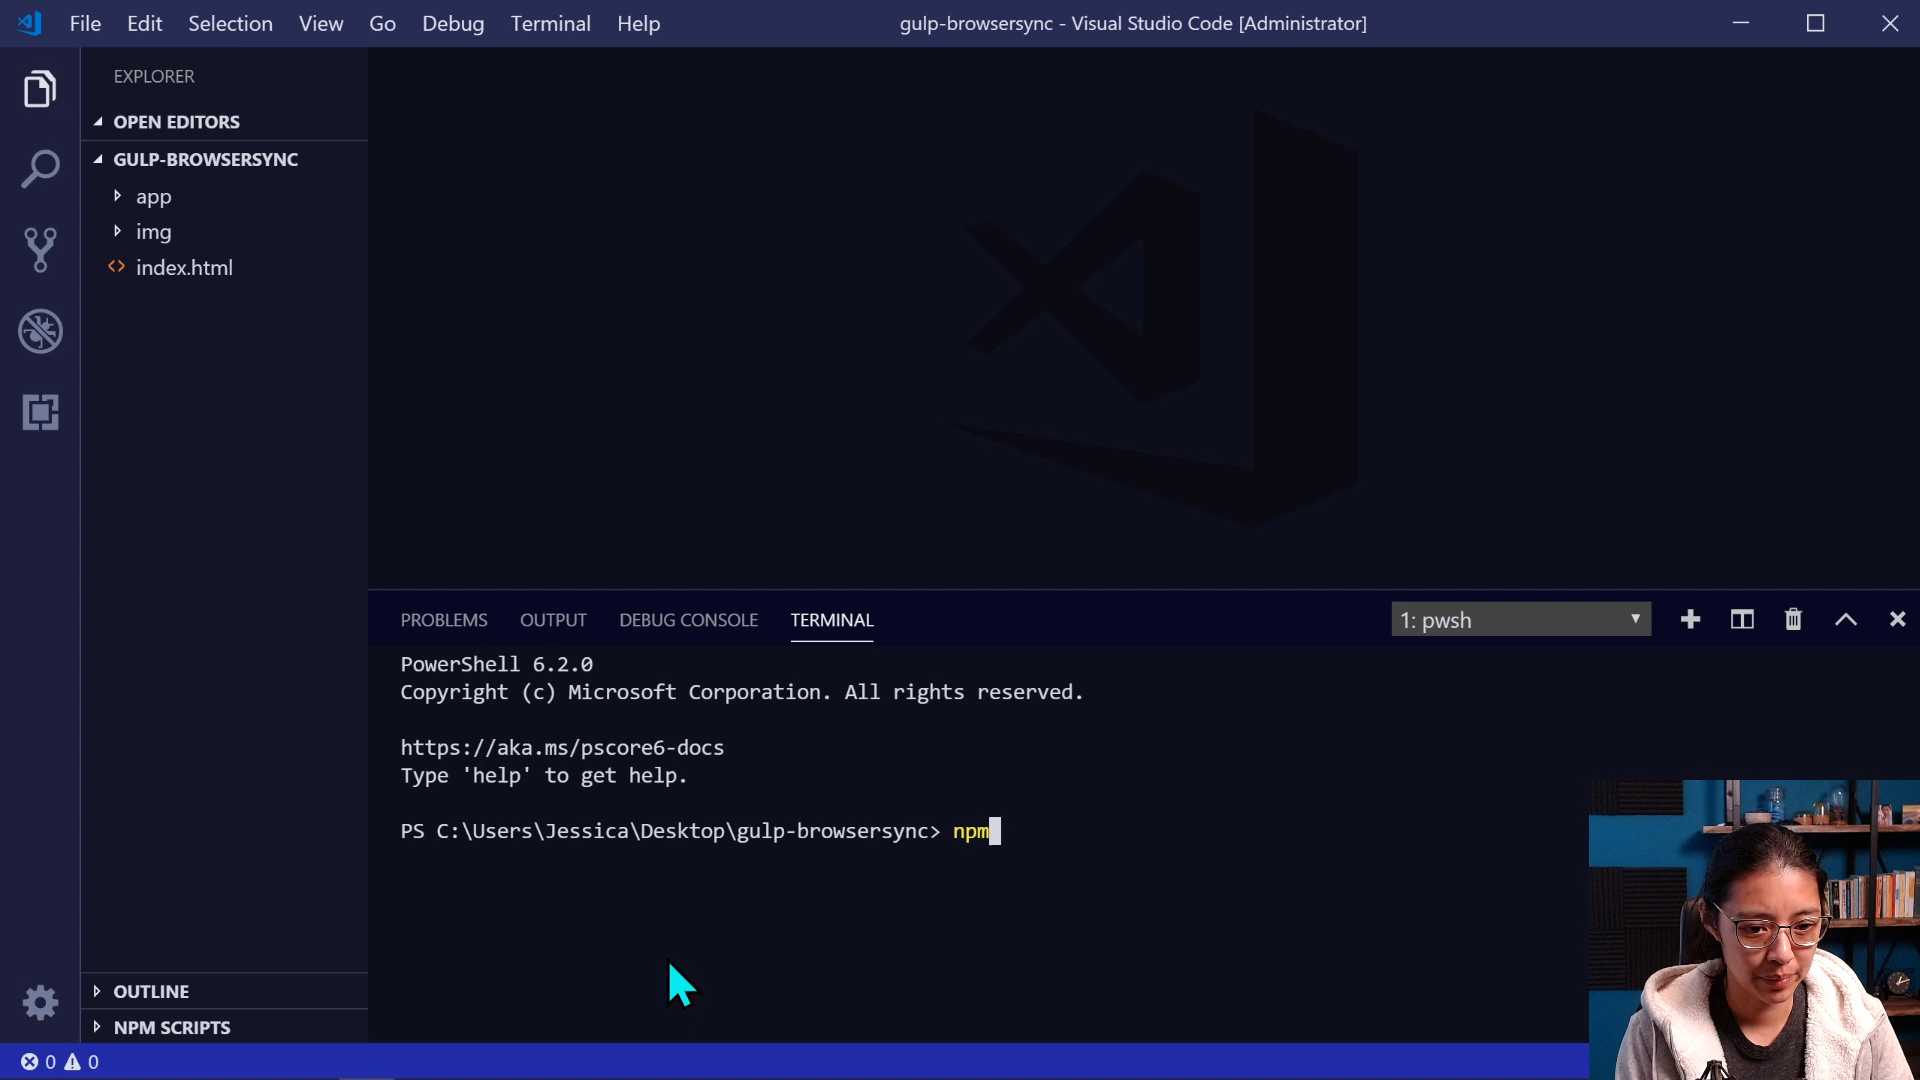 File Edit Selection View Go Debug Terminal Help
gulp-browsersync - Visual Studio Code [Administrator]
EXPLORER
OPEN EDITORS
GULP-BROWSERSYNC
app
img
index.html
PROBLEMS OUTPUT DEBUG CONSOLE TERMINAL
1: pwsh
PowerShell 6.2.0
Copyright (c) Microsoft Corporation. All rights reserved.
https://aka.ms/pscore6-docs
Type 'help' to get help.
PS C:\Users\Jessica\Desktop\gulp-browsersync> npm
OUTLINE
NPM SCRIPTS
0 0